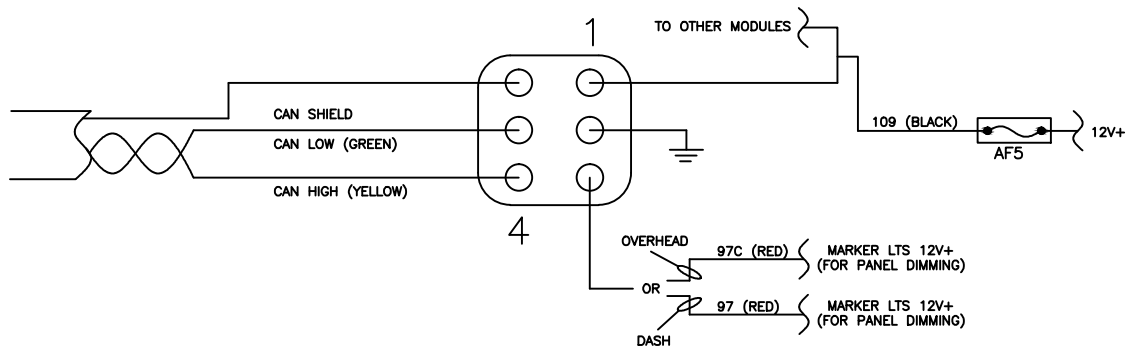 1
TO OTHER MODULES
CAN SHIELD
CAN LOW (GREEN)
CAN HIGH (YELLOW)
109 (BLACK)
12V+
AF5
4
OVERHEAD
97C (RED)
MARKER LTS 12V+
(FOR PANEL DIMMING)
OR
97 (RED)
MARKER LTS 12V+
(FOR PANEL DIMMING)
DASH